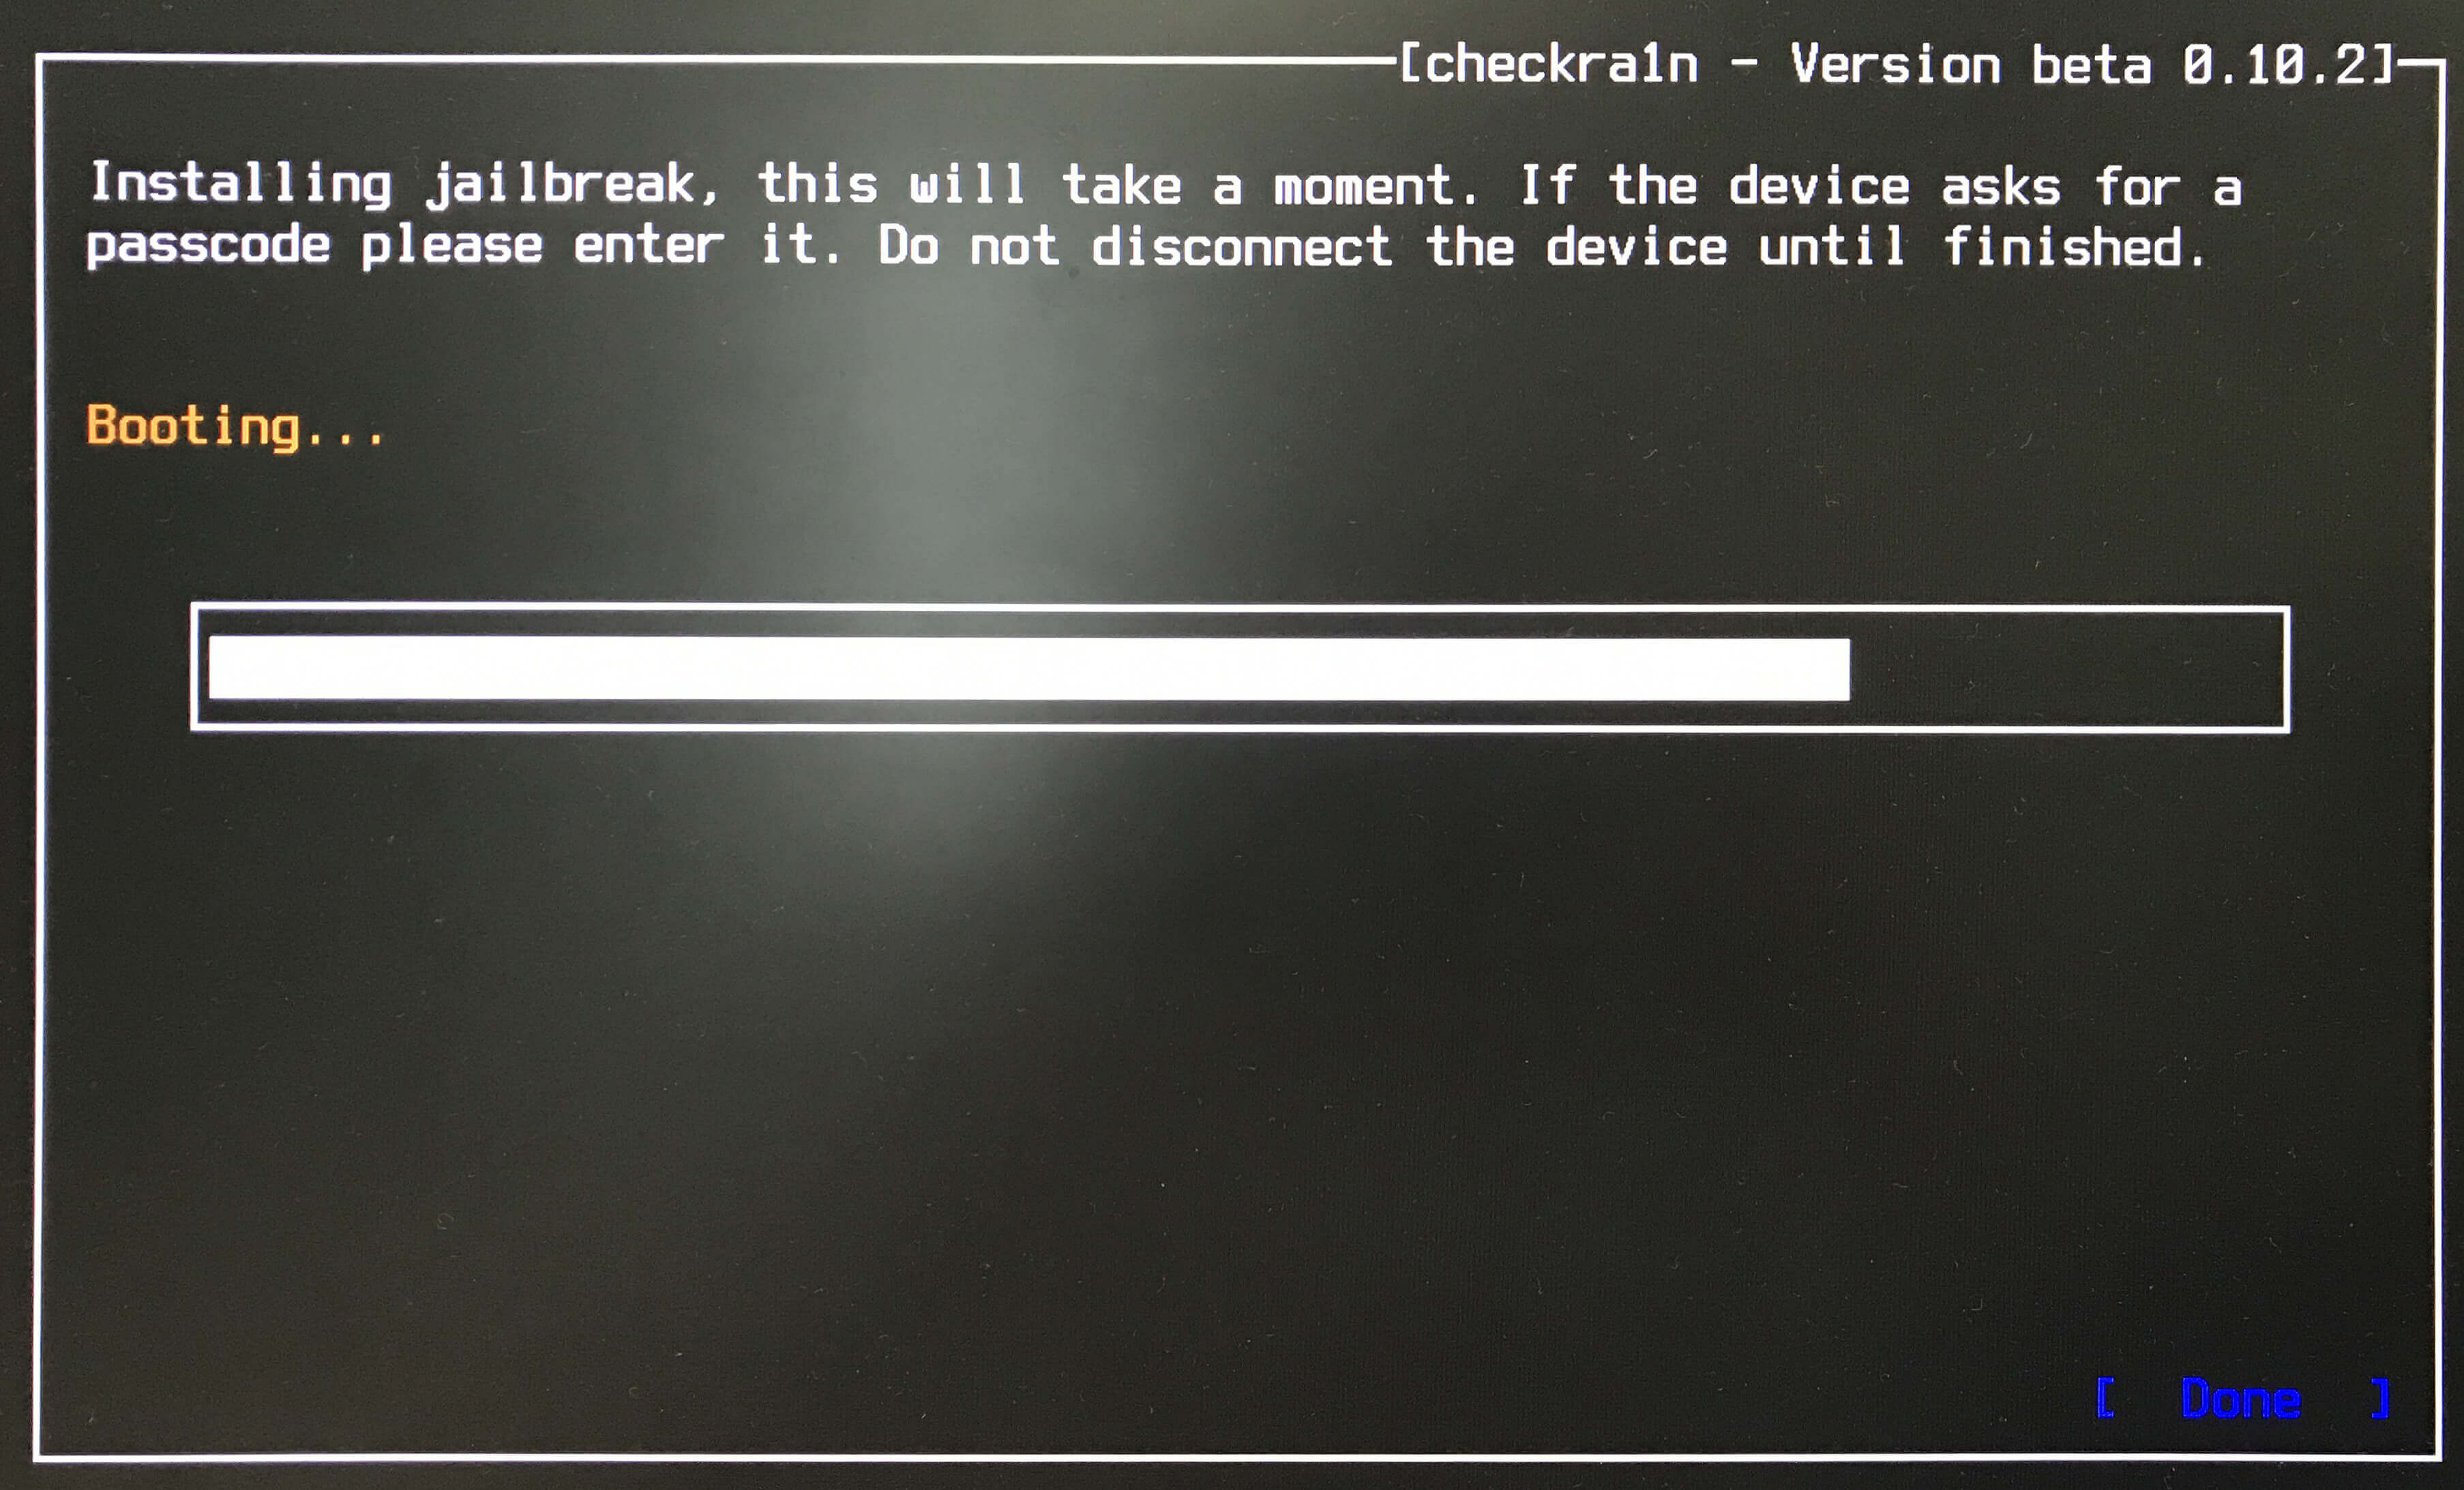 [checkra1n - Version beta 0.10.2]
Installing jailbreak, this will take a moment. If the device asks for a
passcode please enter it. Do not disconnect the device until finished.
Booting...
[ Done ]